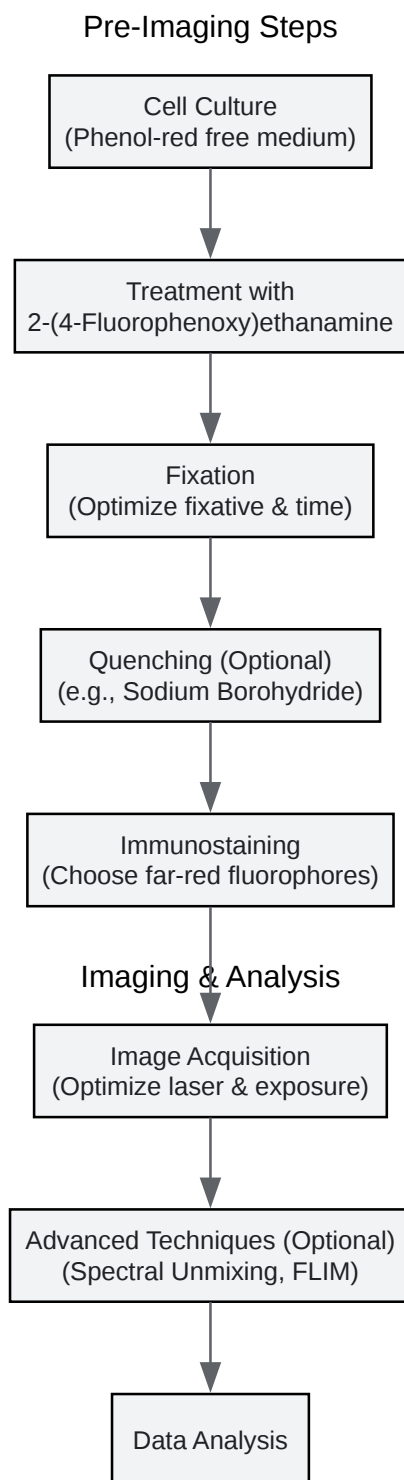 Pre-Imaging Steps
Cell Culture
(Phenol-red free medium)
Treatment with
2-(4-Fluorophenoxy)ethanamine
Fixation
(Optimize fixative & time)
Quenching (Optional)
(e.g., Sodium Borohydride)
Immunostaining
(Choose far-red fluorophores)
Imaging & Analysis
Image Acquisition
(Optimize laser & exposure)
Advanced Techniques (Optional)
(Spectral Unmixing, FLIM)
Data Analysis